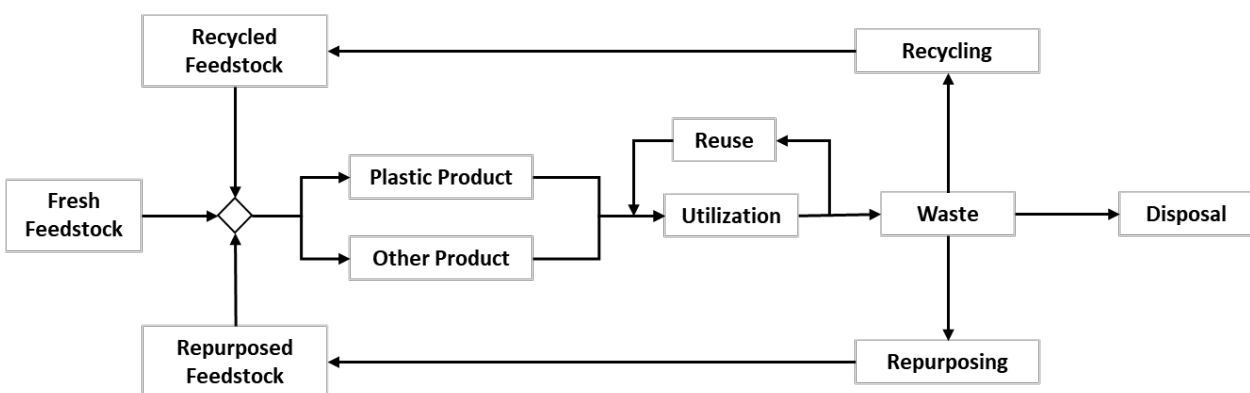 Recycled
Feedstock
Recycling
Reuse
Plastic Product
Fresh
Feedstock
Utilization
Waste
Disposal
Other Product
Repurposed
Feedstock
Repurposing